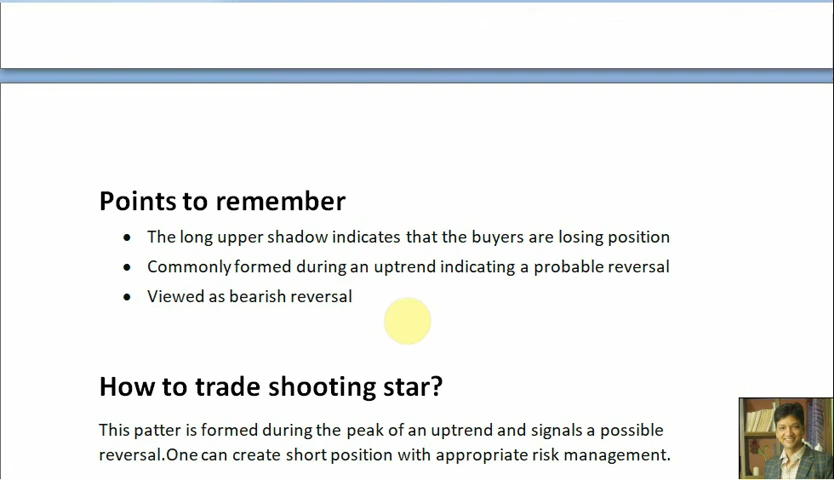 Points to remember
• The long upper shadow indicates that the buyers are losing position
• Commonly formed during an uptrend indicating a probable reversal
• Viewed as bearish reversal
How to trade shooting star?
This patter is formed during the peak of an uptrend and signals a possible
reversal.One can create short position with appropriate risk management.